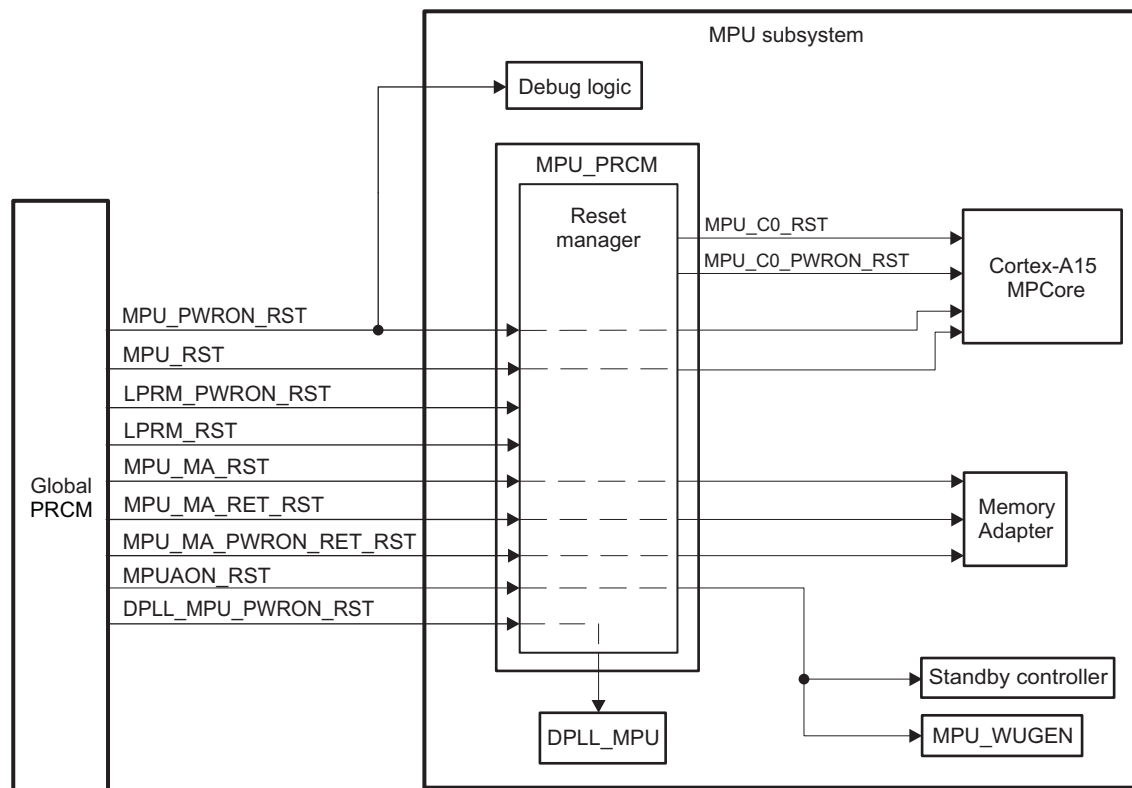 MPU subsystem
Debug logic
MPU_PRCM
Reset
manager
MPU_C0_RST
MPU_C0_PWRON_RST
Cortex-A15
MPCore
MPU_PWRON_RST
MPU_RST
LPRM_PWRON_RST
LPRM_RST
MPU_MA_RST
Global
PRCM
MPU_MA_RET_RST
MPU_MA_PWRON_RET_RST
MPUAON_RST
DPLL_MPU_PWRON_RST
Memory
Adapter
Standby controller
DPLL_MPU
MPU_WUGEN